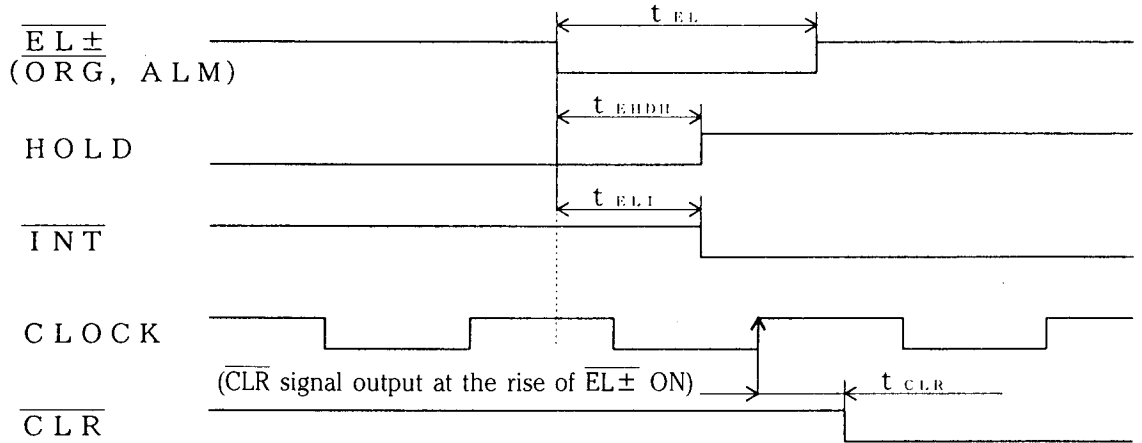 t EL
EL±
(ORG, ALM)
t EHDH
HOLD
t ELI
INT
CLOCK
(CLR signal output at the rise of EL± ON)
t CLR
CLR